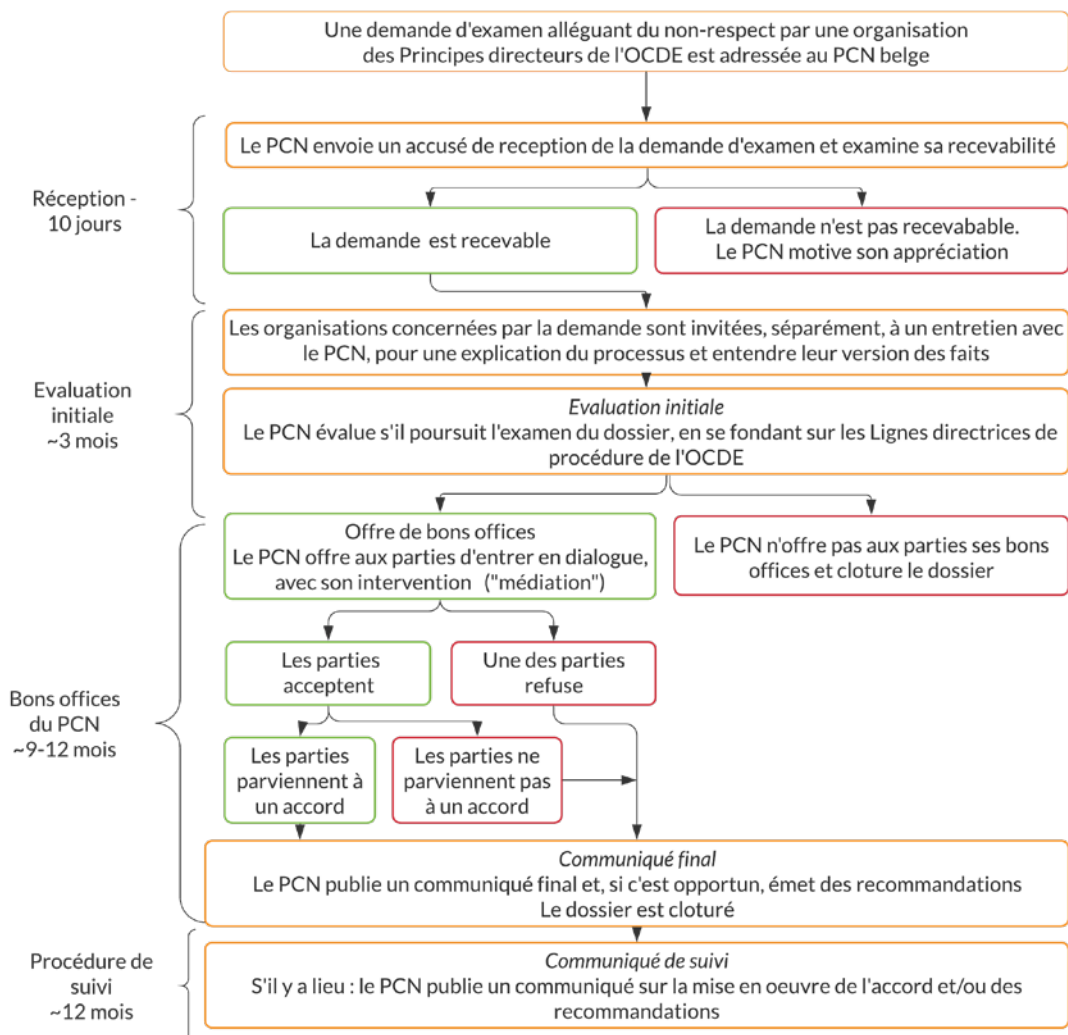 Une demande d'examen alléguant du non-respect par une organisation
des Principes directeurs de l'OCDE est adressée au PCN belge
Le PCN envoie un accusé de reception de la demande d'examen et examine sa recevabilité
Réception -
10 jours
La demande est recevable
La demande n'est pas recevabable.
Le PCN motive son appréciation
Les organisations concernées par la demande sont invitées, séparément, à un entretien avec
le PCN, pour une explication du processus et entendre leur version des faits
Evaluation
initiale
~3 mois
Evaluation initiale
Le PCN évalue s'il poursuit l'examen du dossier, en se fondant sur les Lignes directrices de
procédure de l'OCDE
Offre de bons offices
Le PCN offre aux parties d'entrer en dialogue,
avec son intervention ("médiation")
Le PCN n'offre pas aux parties ses bons
offices et cloture le dossier
Bons offices
du PCN
~9-12 mois
Les parties
acceptent
Une des parties
refuse
Les parties
parviennent à
un accord
Les parties ne
parviennent pas
à un accord
Communiqué final
Le PCN publie un communiqué final et, si c'est opportun, émet des recommandations
Le dossier est cloturé
Procédure de
suivi
~12 mois
Communiqué de suivi
S'il y a lieu : le PCN publie un communiqué sur la mise en oeuvre de l'accord et/ou des
recommandations